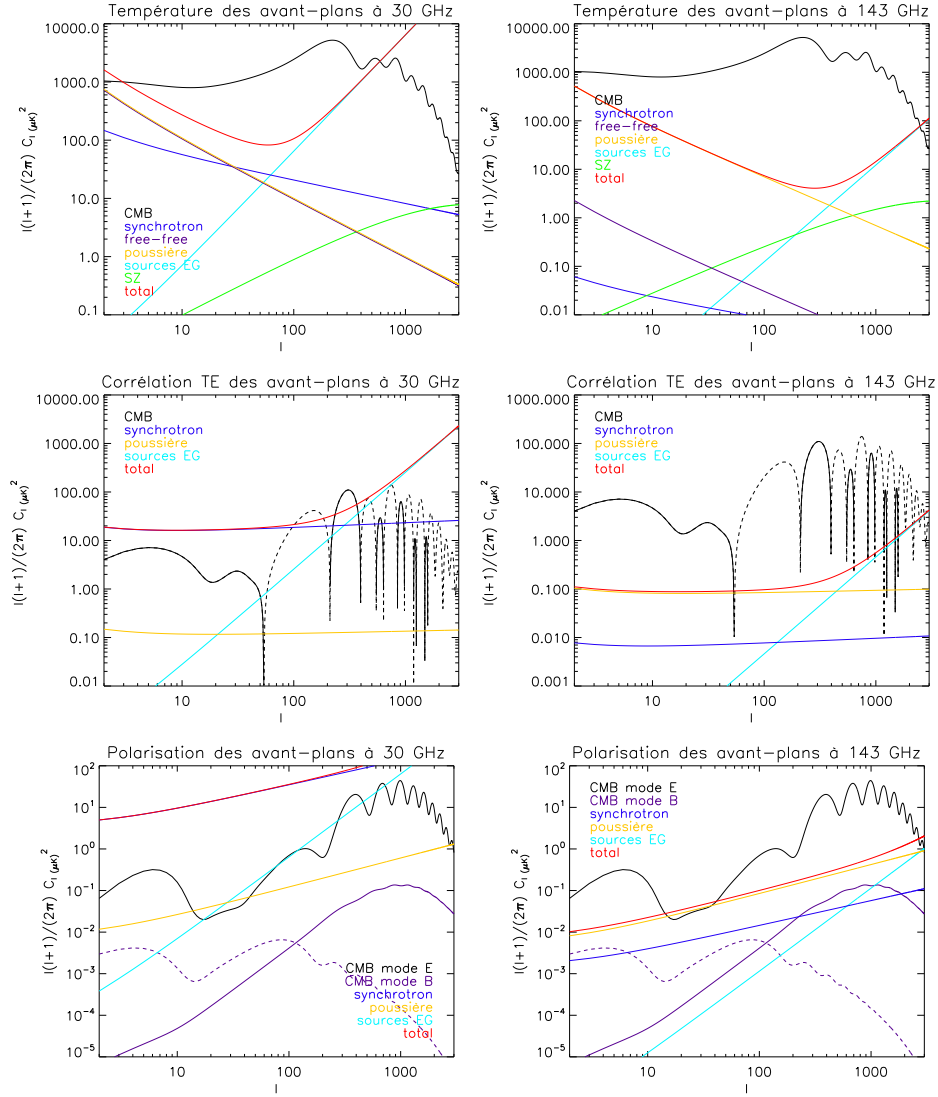 Température des avant-plans à 30 GHz
10000.0
1000.0
100.0
10.0
1.0
0.1
l(l+1)/(2π) C_l (μK)²
CMB
synchrotron
free-free
poussière
sources EG
SZ
total
10
100
1000
l
Température des avant-plans à 143 GHz
10000.00
1000.00
100.00
10.00
1.00
0.10
0.01
l(l+1)/(2π) C_l (μK)²
CMB
synchrotron
free-free
poussière
sources EG
SZ
total
10
100
1000
l
Corrélation TE des avant-plans à 30 GHz
10000.00
1000.00
100.00
10.00
1.00
0.10
0.01
l(l+1)/(2π) C_l (μK)²
CMB
synchrotron
poussière
sources EG
total
10
100
1000
l
Corrélation TE des avant-plans à 143 GHz
1000.000
100.000
10.000
1.000
0.100
0.010
0.001
l(l+1)/(2π) C_l (μK)²
CMB
synchrotron
poussière
sources EG
total
10
100
1000
l
Polarisation des avant-plans à 30 GHz
10²
10¹
10⁰
10⁻¹
10⁻²
10⁻³
10⁻⁴
10⁻⁵
l(l+1)/(2π) C_l (μK)²
CMB mode E
CMB mode B
synchrotron
poussière
sources EG
total
10
100
1000
l
Polarisation des avant-plans à 143 GHz
10²
10¹
10⁰
10⁻¹
10⁻²
10⁻³
10⁻⁴
10⁻⁵
l(l+1)/(2π) C_l (μK)²
CMB mode E
CMB mode B
synchrotron
poussière
sources EG
total
10
100
1000
l